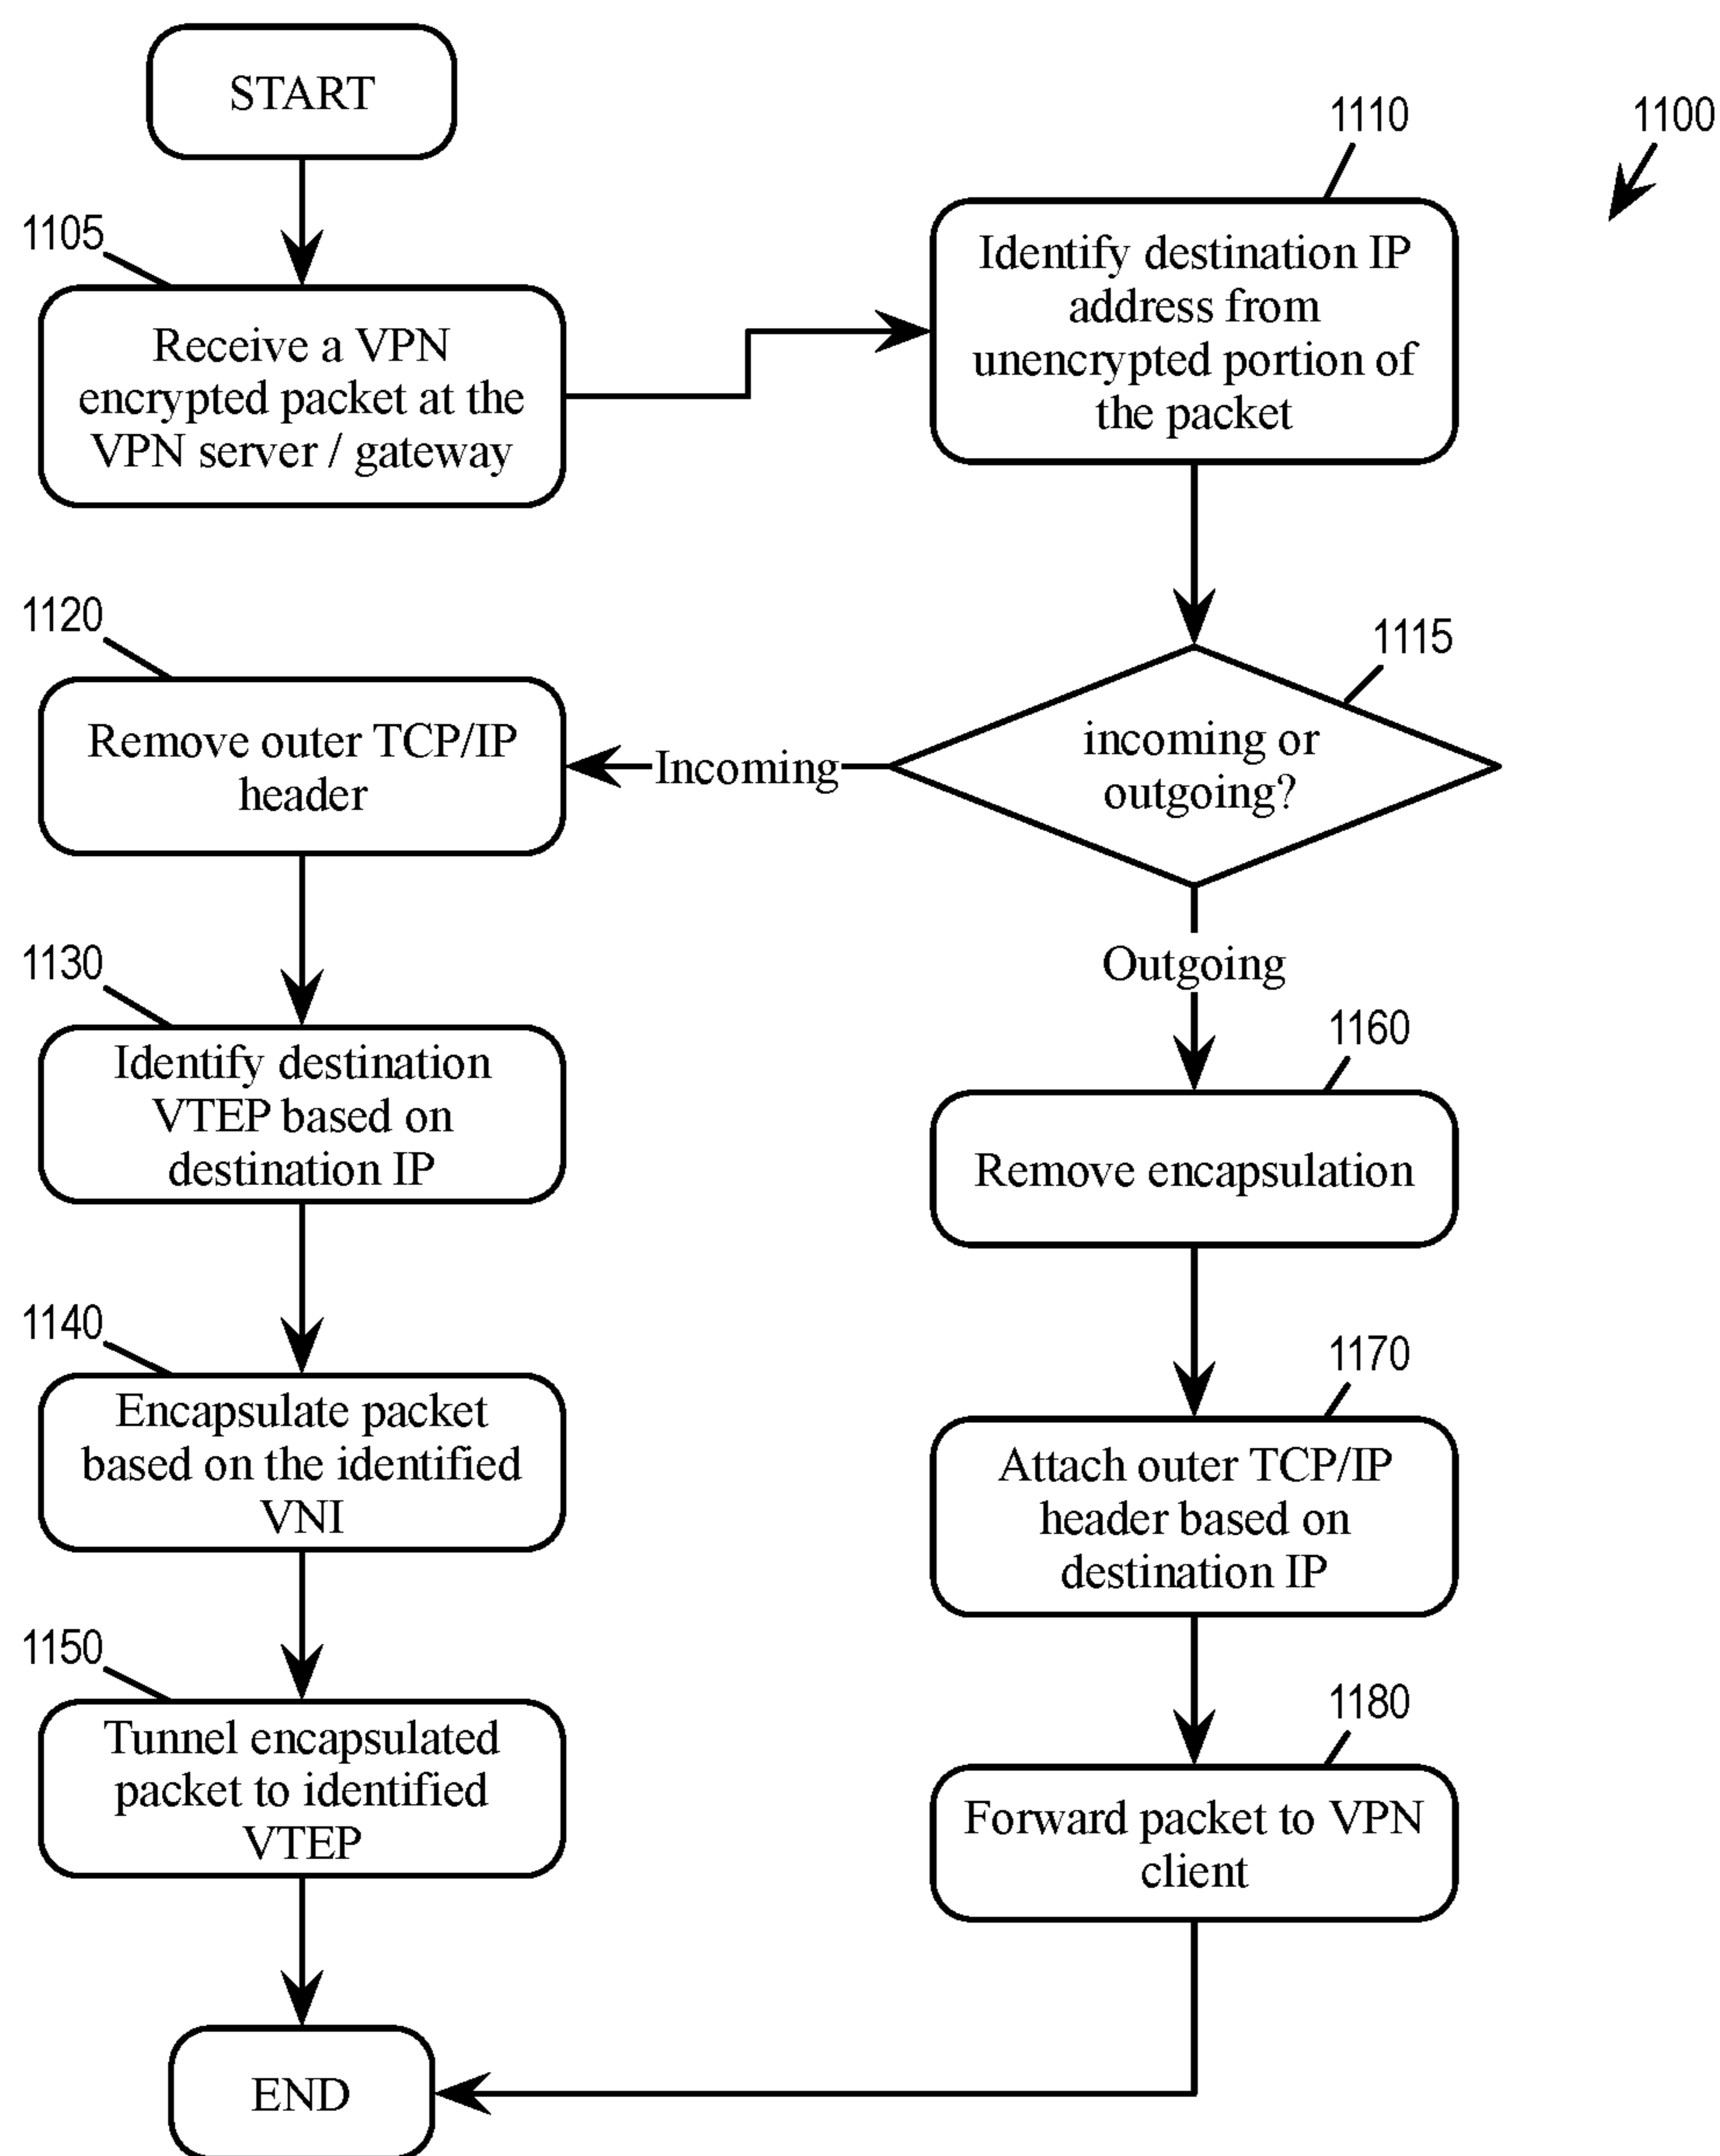 START
1110
1100
1105
Receive a VPN
encrypted packet at the
VPN server / gateway
Identify destination IP
address from
unencrypted portion of
the packet
1115
incoming or
outgoing?
Incoming
1120
Remove outer TCP/IP
header
1130
Identify destination
VTEP based on
destination IP
1140
Encapsulate packet
based on the identified
VNI
1150
Tunnel encapsulated
packet to identified
VTEP
Outgoing
1160
Remove encapsulation
1170
Attach outer TCP/IP
header based on
destination IP
1180
Forward packet to VPN
client
END